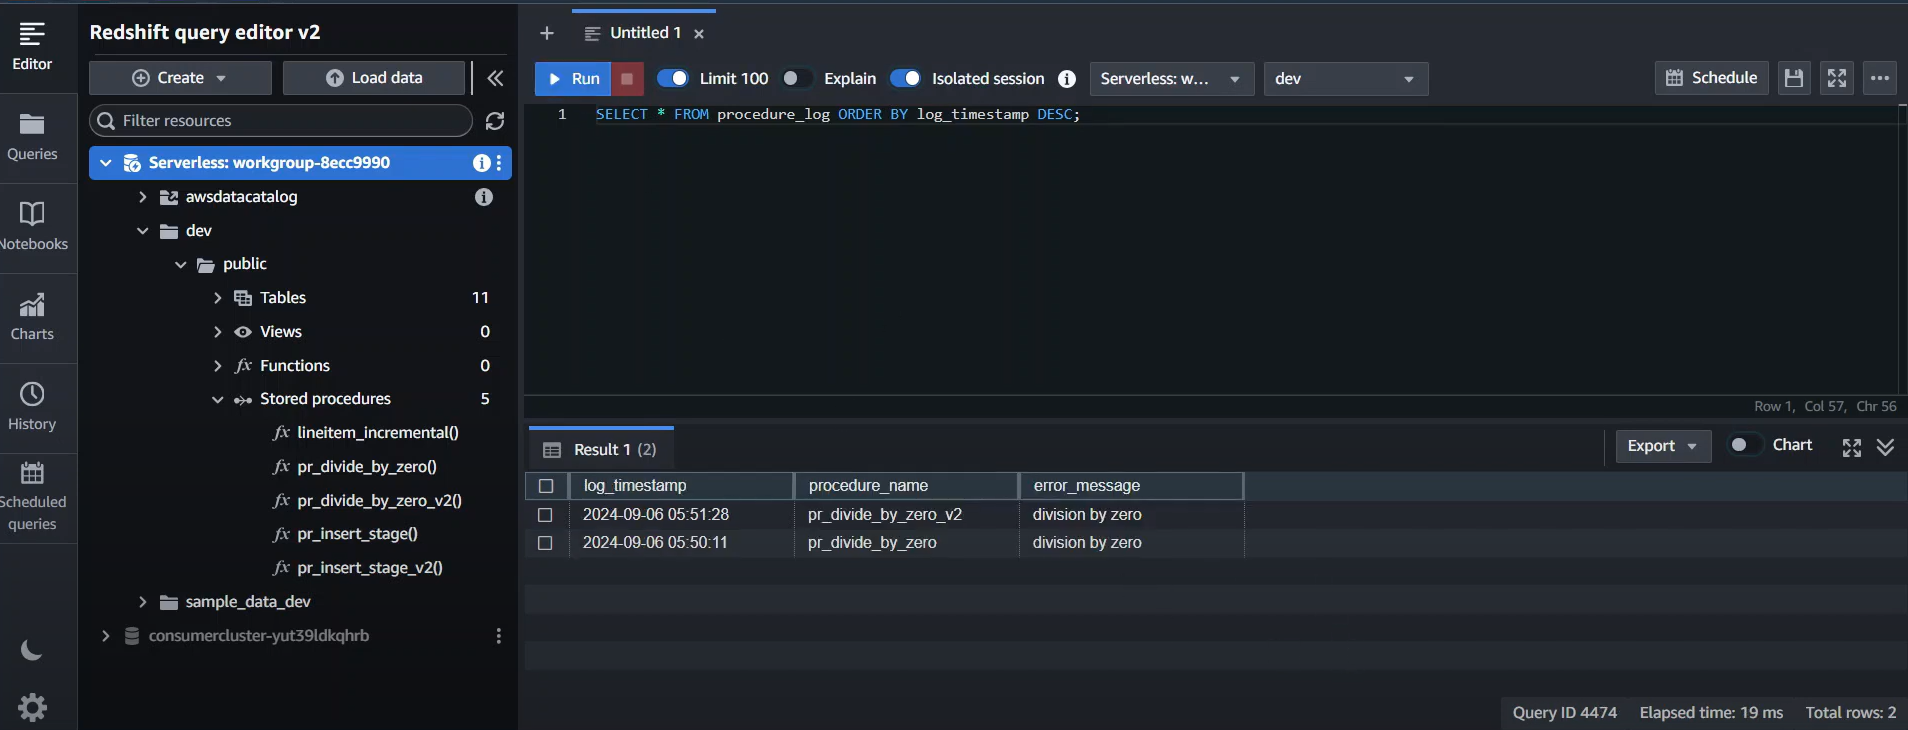 Editor
Queries
Notebooks
Charts
History
Scheduled
queries
Redshift query editor v2
Create
Load data
Filter resources
Serverless: workgroup-8ecc9990
awsdatacatalog
dev
public
Tables 11
Views 0
Functions 0
Stored procedures 5
fx lineitem_incremental()
fx pr_divide_by_zero()
fx pr_divide_by_zero_v2()
fx pr_insert_stage()
fx pr_insert_stage_v2()
sample_data_dev
consumercluster-yut39ldkqhrb
Untitled 1
Run Limit 100 Explain Isolated session Serverless: w... dev Schedule
1 SELECT * FROM procedure_log ORDER BY log_timestamp DESC;
Row 1, Col 57, Chr 56
Result 1 (2) Export Chart
log_timestamp procedure_name error_message
2024-09-06 05:51:28 pr_divide_by_zero_v2 division by zero
2024-09-06 05:50:11 pr_divide_by_zero division by zero
Query ID 4474 Elapsed time: 19 ms Total rows: 2